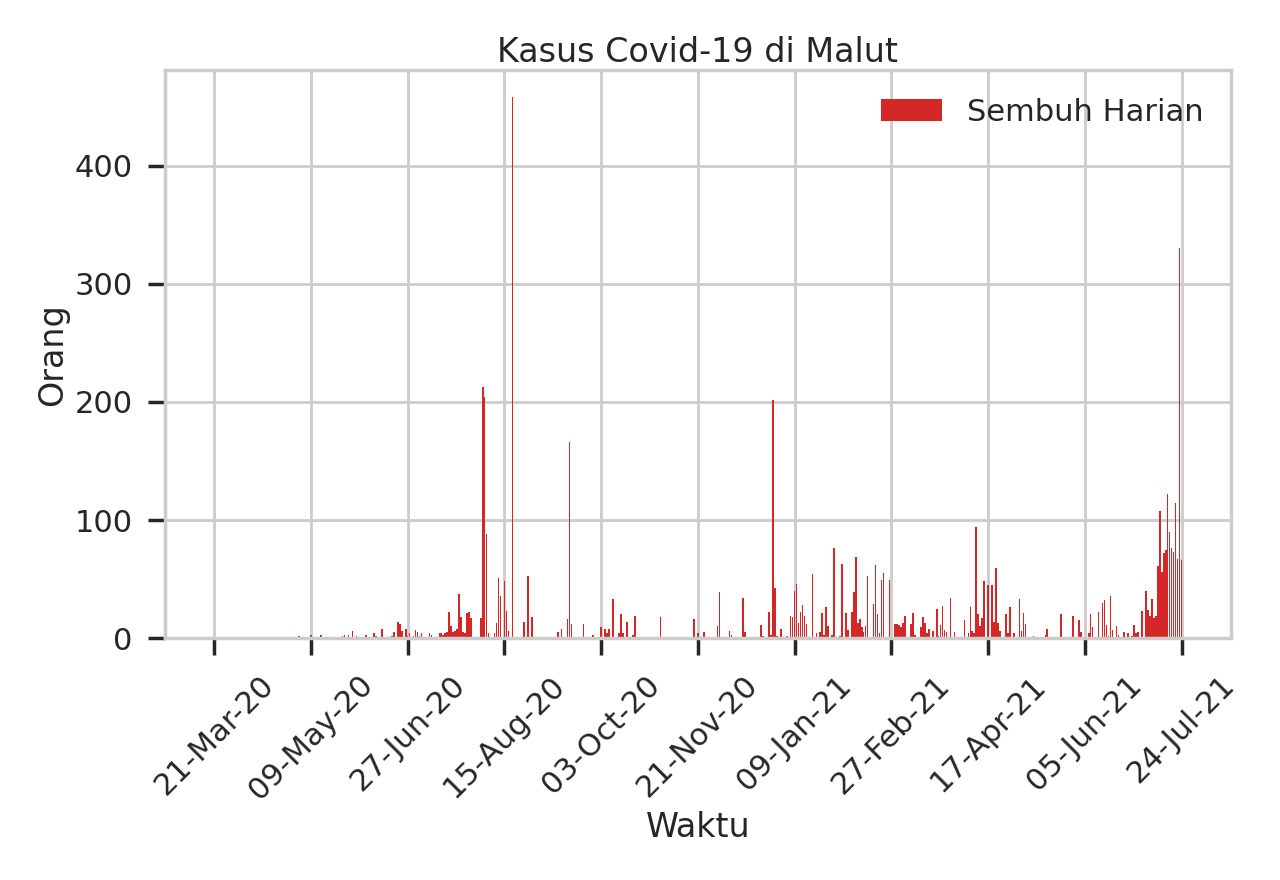 Kasus Covid-19 di Malut
Sembuh Harian
Orang
400
300
200
100
0
21-Mar-20
09-May-20
27-Jun-20
15-Aug-20
03-Oct-20
21-Nov-20
09-Jan-21
27-Feb-21
17-Apr-21
05-Jun-21
24-Jul-21
Waktu